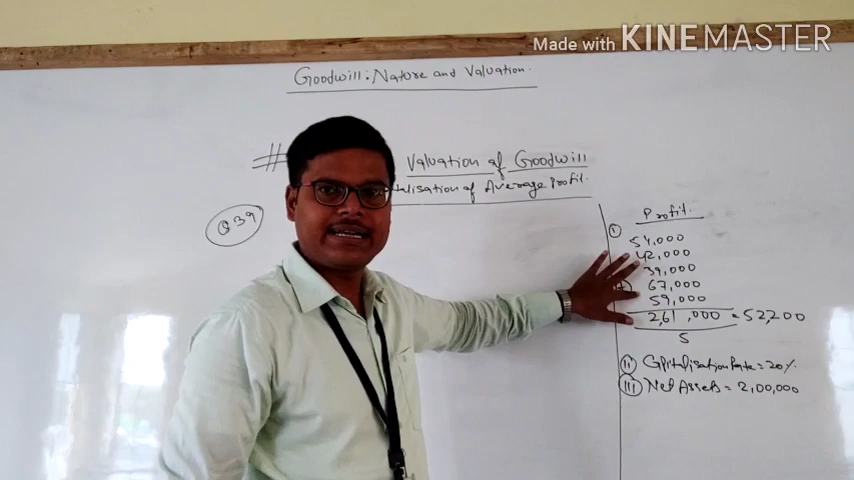 Made with KINEMASTER
Goodwill: Nature and Valuation.
# Valuation of Goodwill
talisation of Average Profit.
Q39
Profit.
(i)
54,000
42,000
39,000
67,000
59,000
2,61,000 = 52,200
5
(ii) Capitalisation Rate = 20%
(iii) Net Assets = 2,00,000